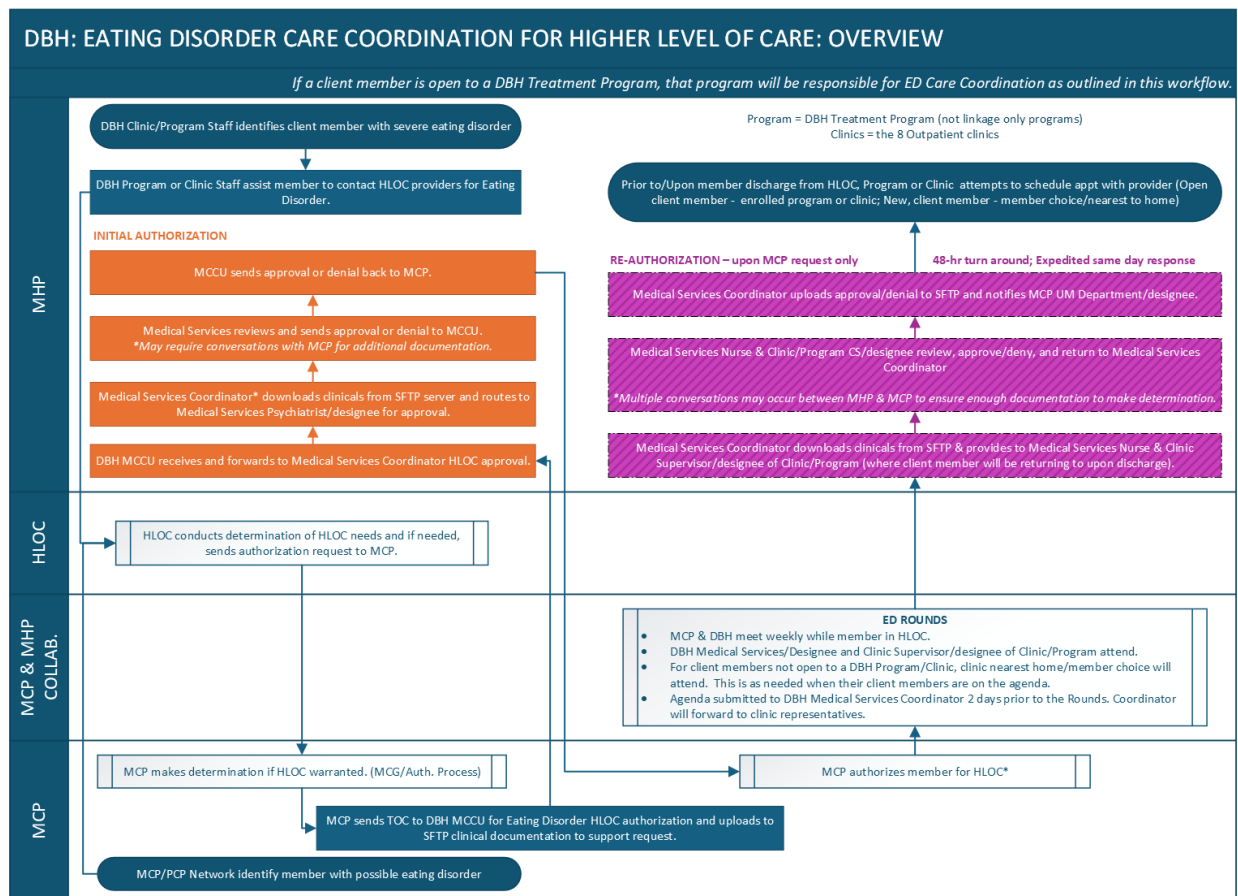 DBH: EATING DISORDER CARE COORDINATION FOR HIGHER LEVEL OF CARE: OVERVIEW
If a client member is open to a DBH Treatment Program, that program will be responsible for ED Care Coordination as outlined in this workflow.
MHP
DBH Clinic/Program Staff identifies client member with severe eating disorder
DBH Program or Clinic Staff assist member to contact HLOC providers for Eating
Disorder.
INITIAL AUTHORIZATION
MCCU sends approval or denial back to MCP.
Medical Services reviews and sends approval or denial to MCCU.
*May require conversations with MCP for additional documentation.
Medical Services Coordinator* downloads clinicals from SFTP server and routes to
Medical Services Psychiatrist/designee for approval.
DBH MCCU receives and forwards to Medical Services Coordinator HLOC approval.
Program = DBH Treatment Program (not linkage only programs)
Clinics = the 8 Outpatient clinics
Prior to/Upon member discharge from HLOC, Program or Clinic attempts to schedule appt with provider (Open
client member - enrolled program or clinic; New, client member - member choice/nearest to home)
RE-AUTHORIZATION – upon MCP request only
48-hr turn around; Expedited same day response
Medical Services Coordinator uploads approval/denial to SFTP and notifies MCP UM Department/designee.
Medical Services Nurse & Clinic/Program CS/designee review, approve/deny, and return to Medical Services
Coordinator
*Multiple conversations may occur between MHP & MCP to ensure enough documentation to make determination.
Medical Services Coordinator downloads clinicals from SFTP & provides to Medical Services Nurse & Clinic
Supervisor/designee of Clinic/Program (where client member will be returning to upon discharge).
HLOC
HLOC conducts determination of HLOC needs and if needed,
sends authorization request to MCP.
MCP & MHP
COLLAB.
ED ROUNDS
• MCP & DBH meet weekly while member in HLOC.
• DBH Medical Services/Designee and Clinic Supervisor/designee of Clinic/Program attend.
• For client members not open to a DBH Program/Clinic, clinic nearest home/member choice will
attend. This is as needed when their client members are on the agenda.
• Agenda submitted to DBH Medical Services Coordinator 2 days prior to the Rounds. Coordinator
will forward to clinic representatives.
MCP
MCP makes determination if HLOC warranted. (MCG/Auth. Process)
MCP authorizes member for HLOC*
MCP sends TOC to DBH MCCU for Eating Disorder HLOC authorization and uploads to
SFTP clinical documentation to support request.
MCP/PCP Network identify member with possible eating disorder